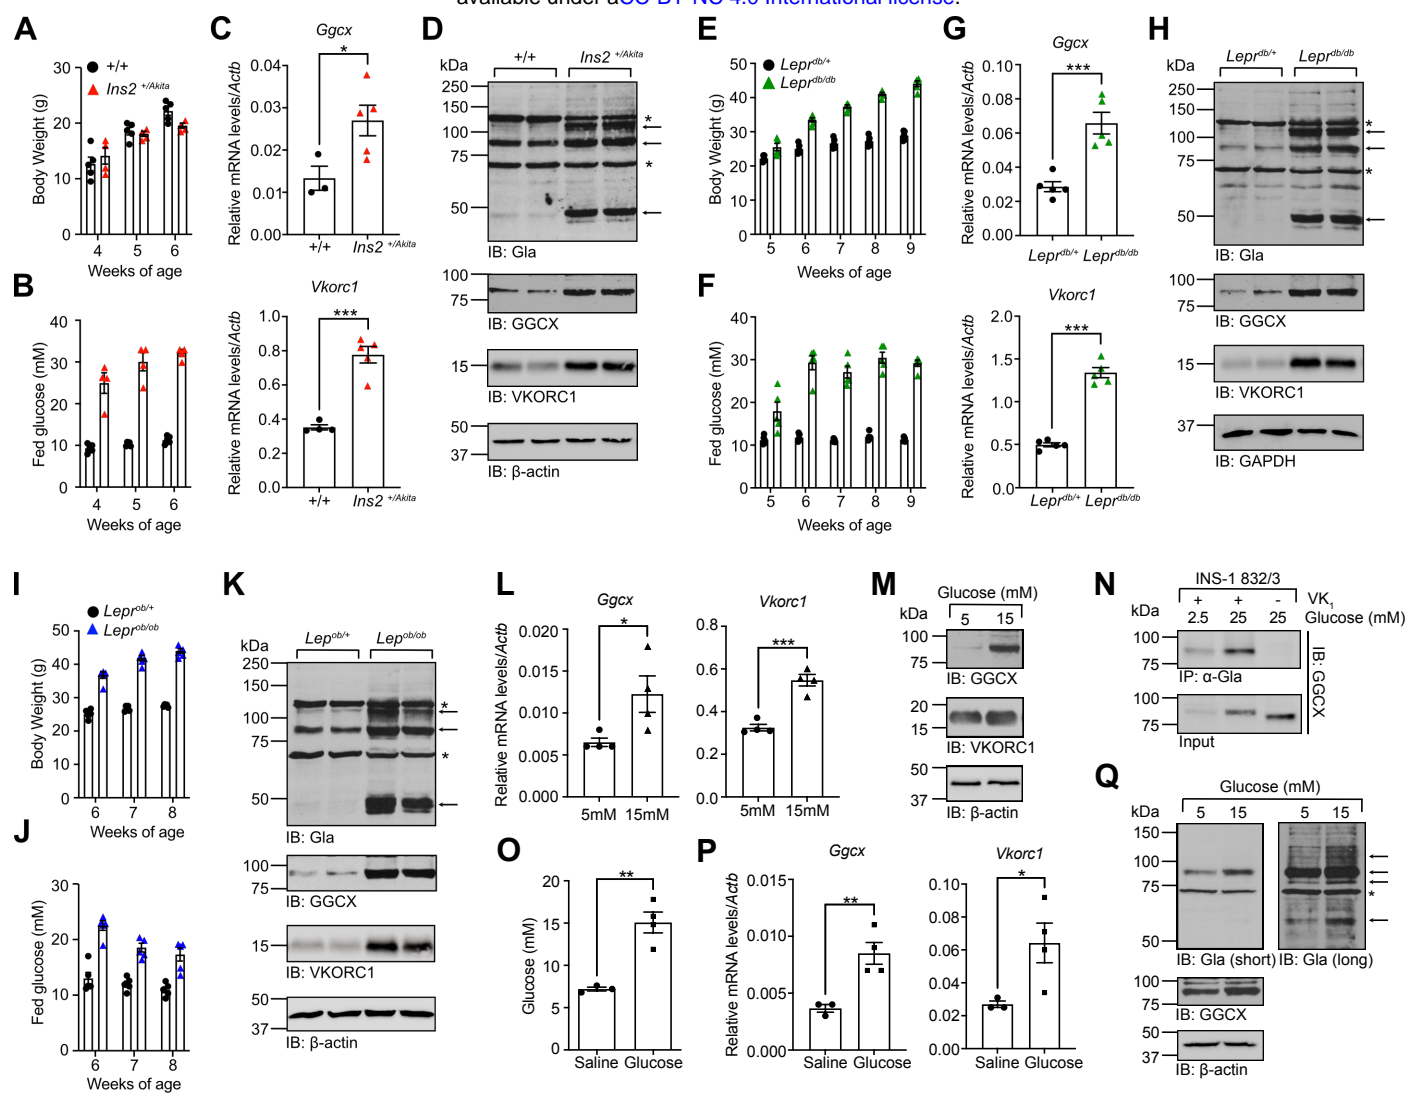 available under aCC-BY-NC 4.0 International license.
A
Body Weight (g)
30
20
10
0
+/+
Ins2 +/Akita
4 5 6
Weeks of age
B
Fed glucose (mM)
40
30
20
10
0
4 5 6
Weeks of age
C
Ggcx
*
Relative mRNA levels/Actb
0.04
0.03
0.02
0.01
0.00
+/+ Ins2 +/Akita
Vkorc1
***
Relative mRNA levels/Actb
1.0
0.8
0.6
0.4
0.2
0.0
+/+ Ins2 +/Akita
D
+/+ Ins2 +/Akita
kDa
250
150
100
75
50
*
*
IB: Gla
100
75
IB: GGCX
15
IB: VKORC1
50
37
IB: β-actin
E
Body Weight (g)
50
40
30
20
10
0
Lepr db/+
Lepr db/db
5 6 7 8 9
Weeks of age
F
Fed glucose (mM)
40
30
20
10
0
5 6 7 8 9
Weeks of age
G
Ggcx
***
Relative mRNA levels/Actb
0.10
0.08
0.06
0.04
0.02
0.00
Lepr db/+ Lepr db/db
Vkorc1
***
Relative mRNA levels/Actb
2.0
1.5
1.0
0.5
0.0
Lepr db/+ Lepr db/db
H
Lepr db/+ Lepr db/db
kDa
250
150
100
75
50
*
*
IB: Gla
100
75
IB: GGCX
15
IB: VKORC1
37
IB: GAPDH
I
Body Weight (g)
50
40
30
20
10
0
Lepr ob/+
Lepr ob/ob
6 7 8
Weeks of age
J
Fed glucose (mM)
30
20
10
0
6 7 8
Weeks of age
K
Lep ob/+ Lep ob/ob
kDa
250
150
100
75
50
*
*
IB: Gla
100
75
IB: GGCX
15
IB: VKORC1
50
37
IB: β-actin
L
Ggcx
*
Relative mRNA levels/Actb
0.020
0.015
0.010
0.005
0.000
5mM 15mM
Vkorc1
***
0.8
0.6
0.4
0.2
0.0
5mM 15mM
M
Glucose (mM)
kDa 5 15
100
75
IB: GGCX
20
15
IB: VKORC1
50
37
IB: β-actin
N
INS-1 832/3
+ + - VK1
kDa 2.5 25 25 Glucose (mM)
100
75
IP: α-Gla
100
75
Input
IB: GGCX
O
**
Glucose (mM)
20
15
10
5
0
Saline Glucose
P
Ggcx
**
Relative mRNA levels/Actb
0.015
0.010
0.005
0.000
Saline Glucose
Vkorc1
*
0.10
0.08
0.06
0.04
0.02
0.00
Saline Glucose
Q
Glucose (mM)
kDa 5 15 5 15
150
100
75
50
*
IB: Gla (short) IB: Gla (long)
100
75
IB: GGCX
50
37
IB: β-actin